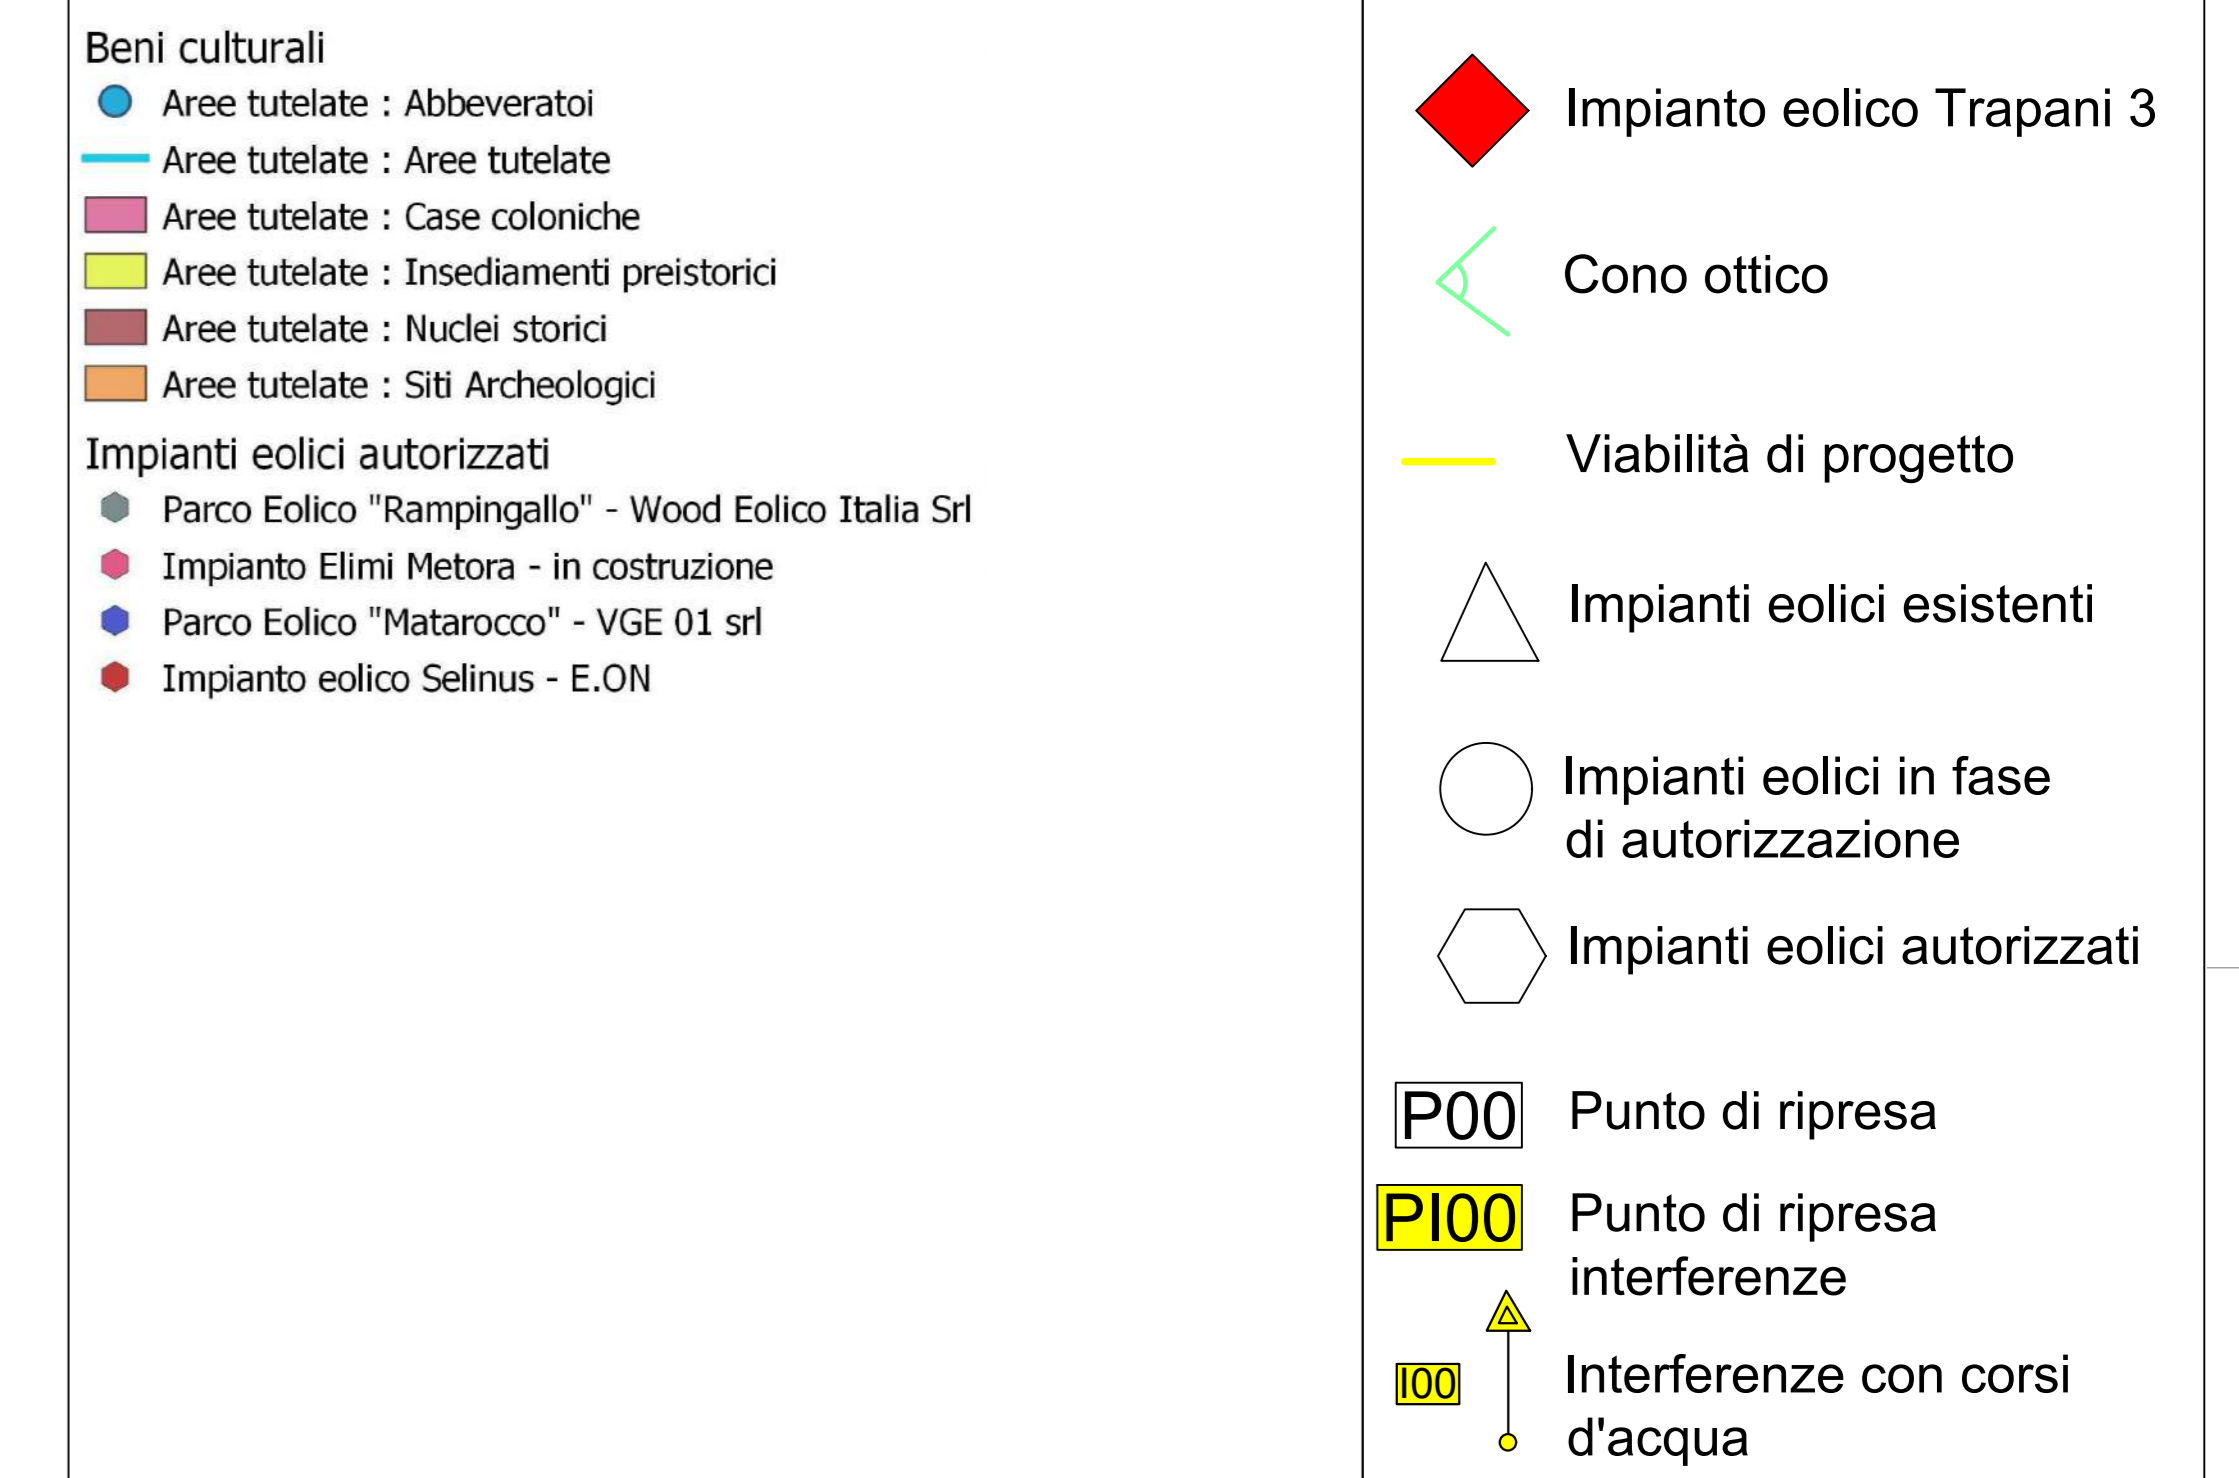 Beni culturali
Aree tutelate : Abbeveratoi
Aree tutelate : Aree tutelate
Aree tutelate : Case coloniche
Aree tutelate : Insediamenti preistorici
Aree tutelate : Nuclei storici
Aree tutelate : Siti Archeologici
Impianti eolici autorizzati
Parco Eolico "Rampingallo" - Wood Eolico Italia Srl
Impianto Elimi Metora - in costruzione
Parco Eolico "Matarocco" - VGE 01 srl
Impianto eolico Selinus - E.ON
Impianto eolico Trapani 3
Cono ottico
Viabilità di progetto
Impianti eolici esistenti
Impianti eolici in fase
di autorizzazione
Impianti eolici autorizzati
P00 Punto di ripresa
PI00 Punto di ripresa
interferenze
I00 Interferenze con corsi
d'acqua